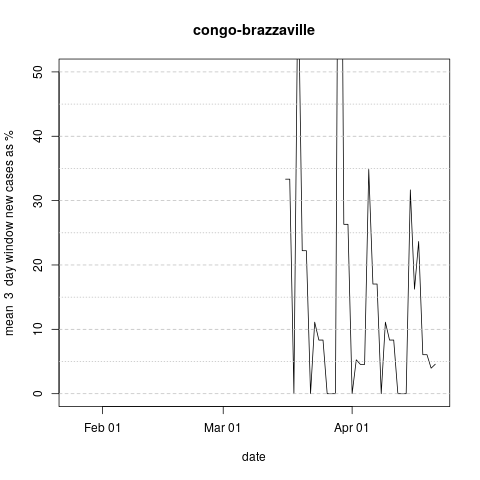 congo-brazzaville
mean 3 day window new cases as %
50
40
30
20
10
0
Feb 01
Mar 01
Apr 01
date